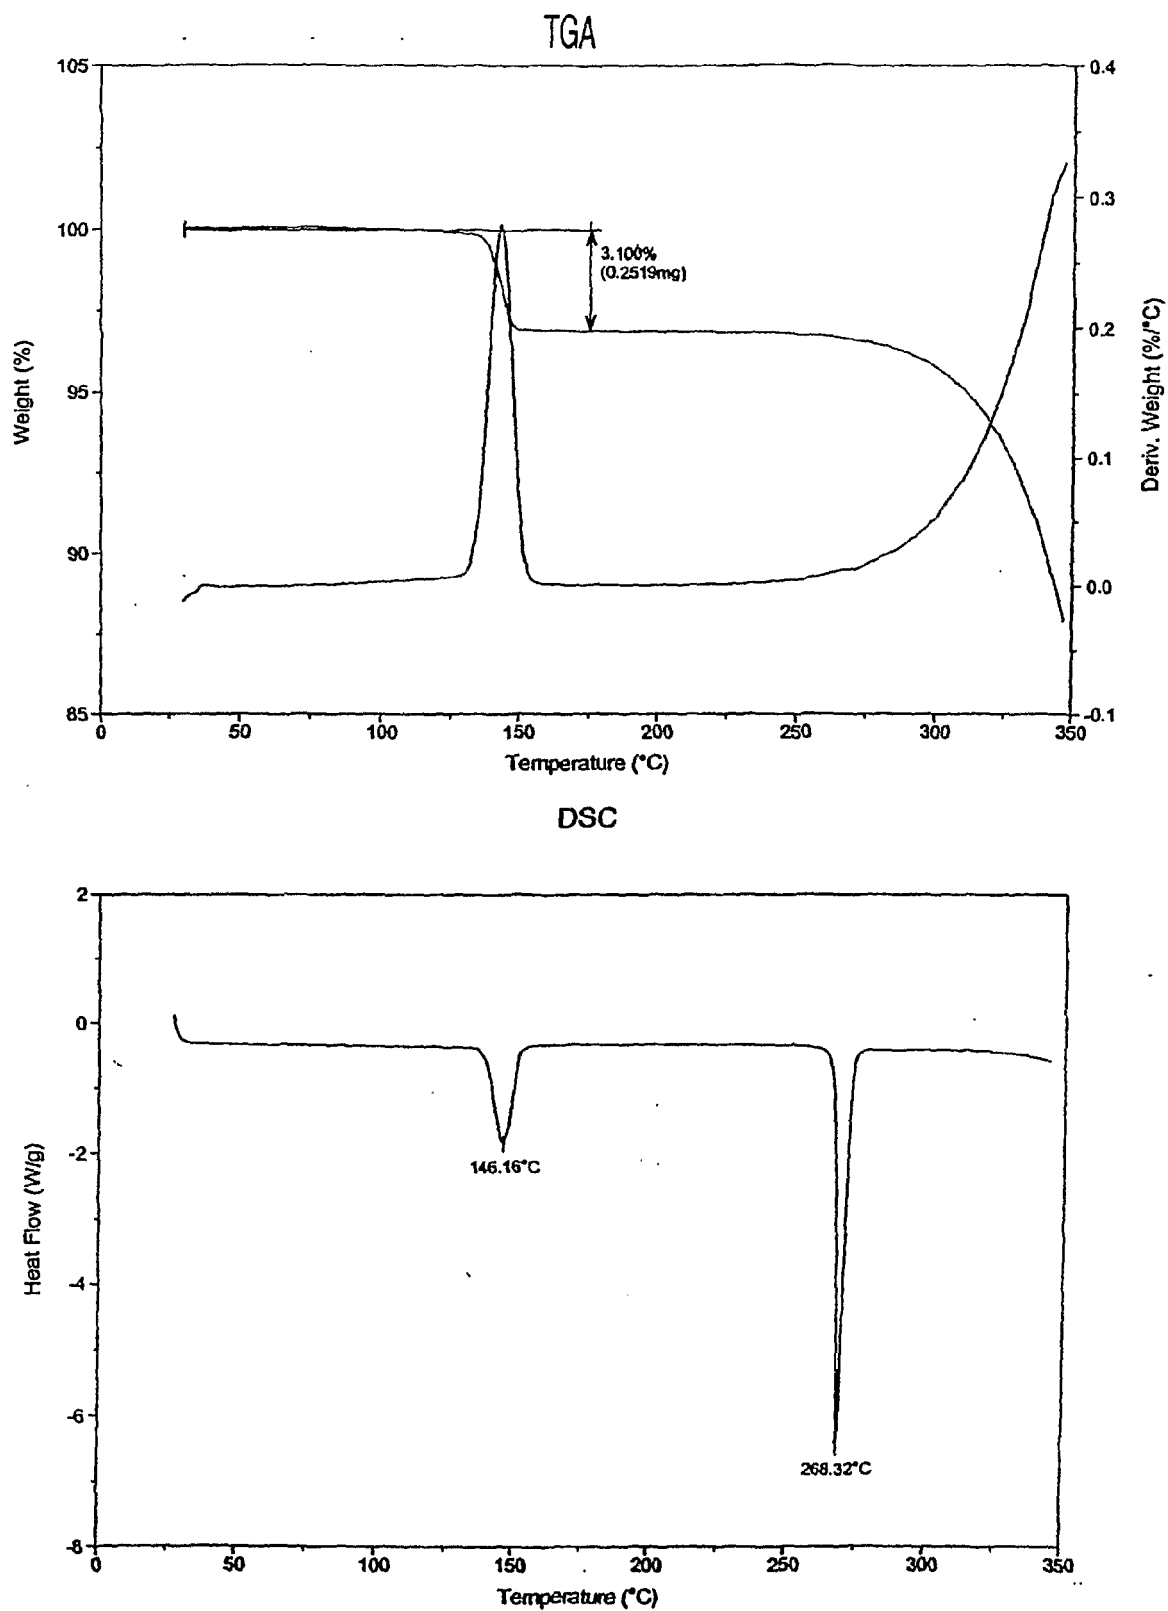 TGA
105
100
95
90
85
0.4
0.3
0.2
0.1
0.0
-0.1
Weight (%)
Deriv. Weight (%/°C)
3.100%
(0.2519mg)
0 50 100 150 200 250 300 350
Temperature (°C)
DSC
2
0
-2
-4
-6
-8
Heat Flow (W/g)
146.16°C
268.32°C
0 50 100 150 200 250 300 350
Temperature (°C)